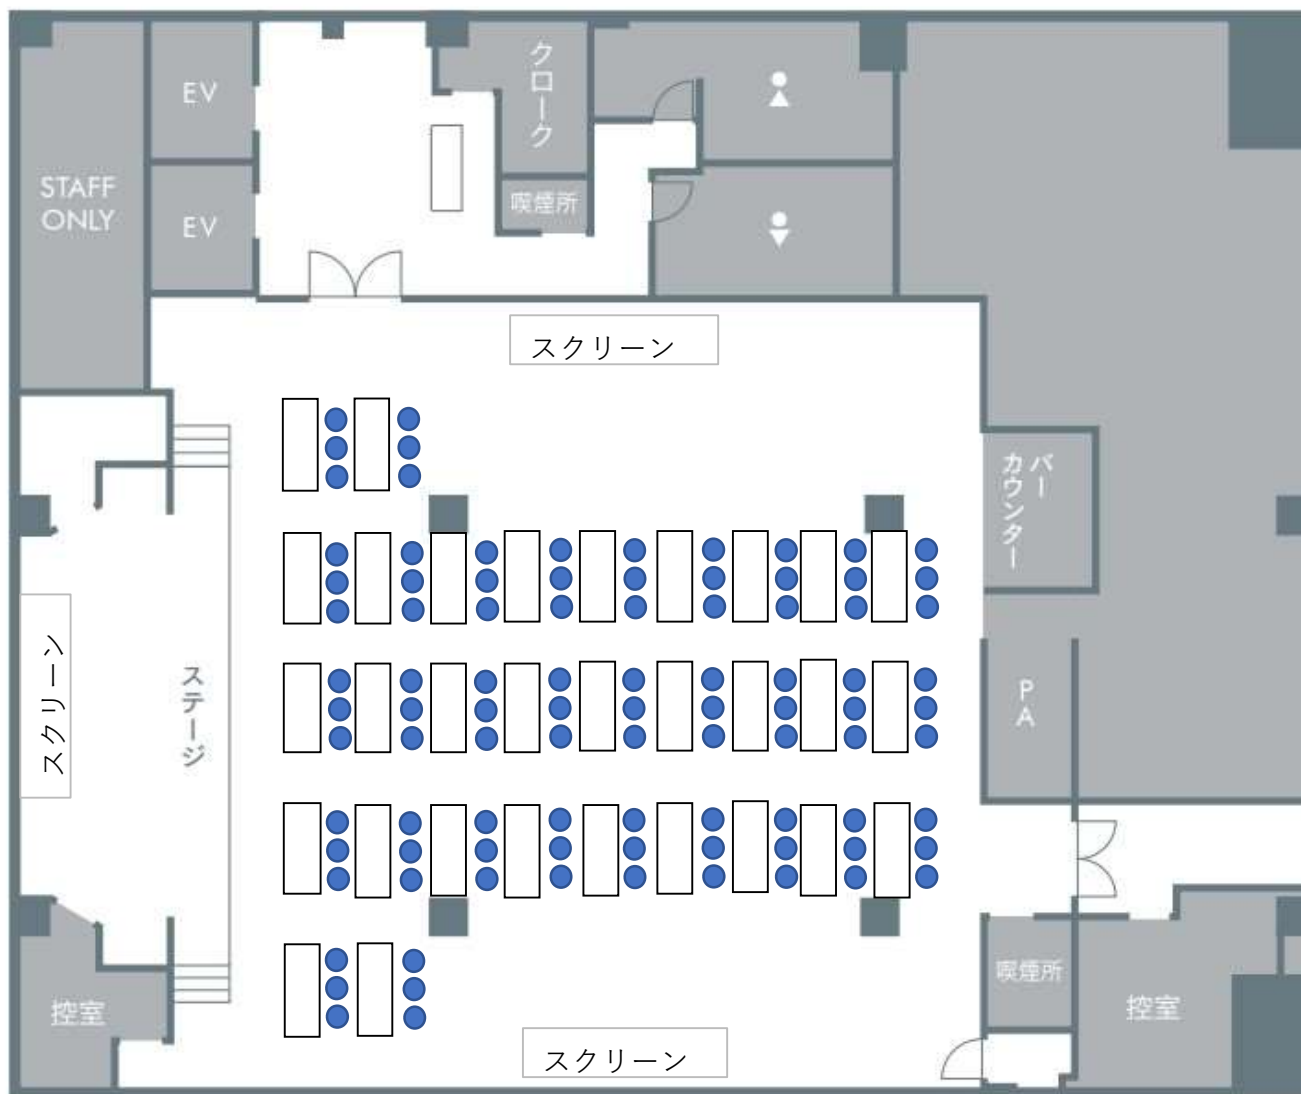 EV
クローク
STAFF
ONLY
EV
喫煙所
スクリーン
バー
カウンター
スクリーン
ステージ
PA
喫煙所
控室
控室
スクリーン